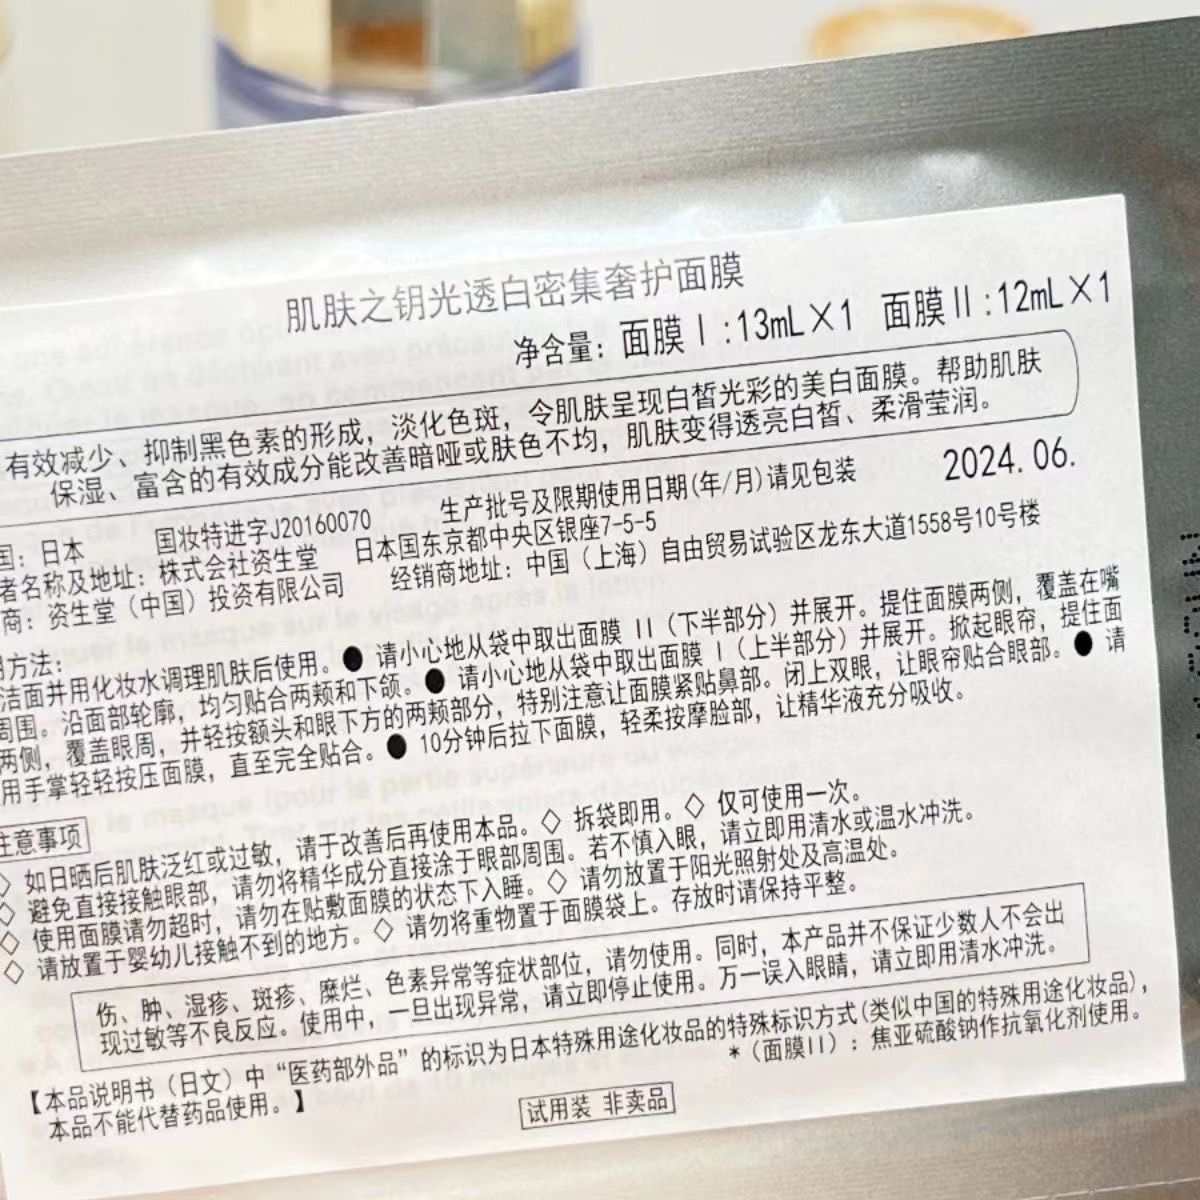 肌肤之钥光透白密集奢护面膜
净含量：面膜Ⅰ：13mL×1 面膜Ⅱ：12mL×1
有效减少、抑制黑色素的形成，淡化色斑，令肌肤呈现白皙光彩的美白面膜。帮助肌肤
保湿、富含的有效成分能改善暗哑或肤色不均，肌肤变得透亮白皙、柔滑莹润。
国妆特进字J20160070 生产批号及限期使用日期(年/月)请见包装 2024.06.
国：日本
者名称及地址：株式会社资生堂 日本国东京都中央区银座7-5-5
商：资生堂（中国）投资有限公司 经销商地址：中国（上海）自由贸易试验区龙东大道1558号10号楼
方法：
洁面并用化妆水调理肌肤后使用。● 请小心地从袋中取出面膜 II（下半部分）并展开。提住面膜两侧，覆盖在嘴
周围。沿面部轮廓，均匀贴合两颊和下颌。● 请小心地从袋中取出面膜 I（上半部分）并展开。掀起眼帘，提住面
两侧，覆盖眼周，并轻按额头和眼下方的两颊部分，特别注意让面膜紧贴鼻部。闭上双眼，让眼帘贴合眼部。● 请
用手掌轻轻按压面膜，直至完全贴合。● 10分钟后拉下面膜，轻柔按摩脸部，让精华液充分吸收。
注意事项
◇ 如日晒后肌肤泛红或过敏，请于改善后再使用本品。◇ 拆袋即用。◇ 仅可使用一次。
◇ 避免直接接触眼部，请勿将精华成分直接涂于眼部周围。若不慎入眼，请立即用清水或温水冲洗。
◇ 使用面膜请勿超时，请勿在贴敷面膜的状态下入睡。◇ 请勿放置于阳光照射处及高温处。
◇ 请放置于婴幼儿接触不到的地方。◇ 请勿将重物置于面膜袋上。存放时请保持平整。
伤、肿、湿疹、斑疹、糜烂、色素异常等症状部位，请勿使用。同时，本产品并不保证少数人不会出
现过敏等不良反应。使用中，一旦出现异常，请立即停止使用。万一误入眼睛，请立即用清水冲洗。
【本品说明书（日文）中“医药部外品”的标识为日本特殊用途化妆品的特殊标识方式(类似中国的特殊用途化妆品)，
本品不能代替药品使用。】 *（面膜II）：焦亚硫酸钠作抗氧化剂使用。
试用装 非卖品